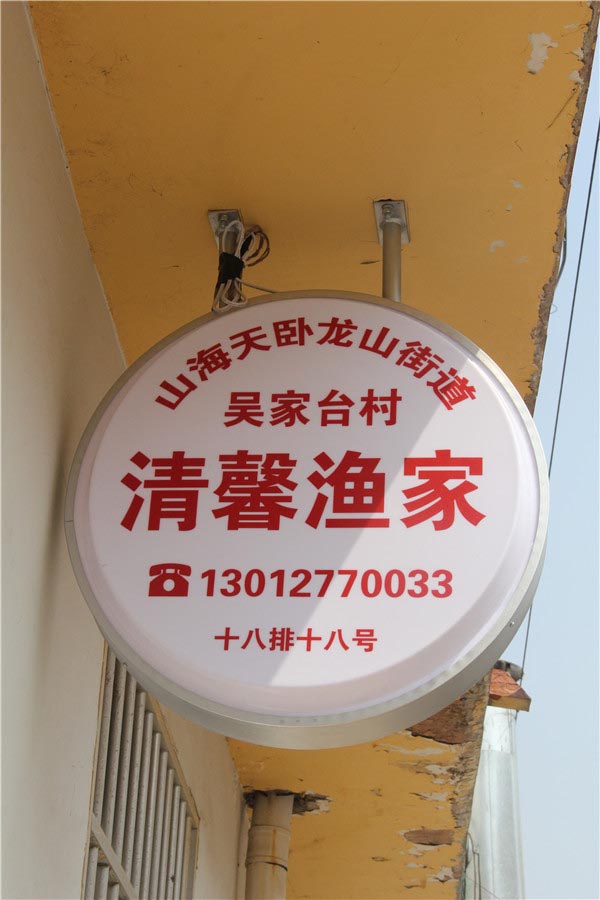 山海天卧龙山街道
吴家台村
清馨渔家
☎13012770033
十八排十八号